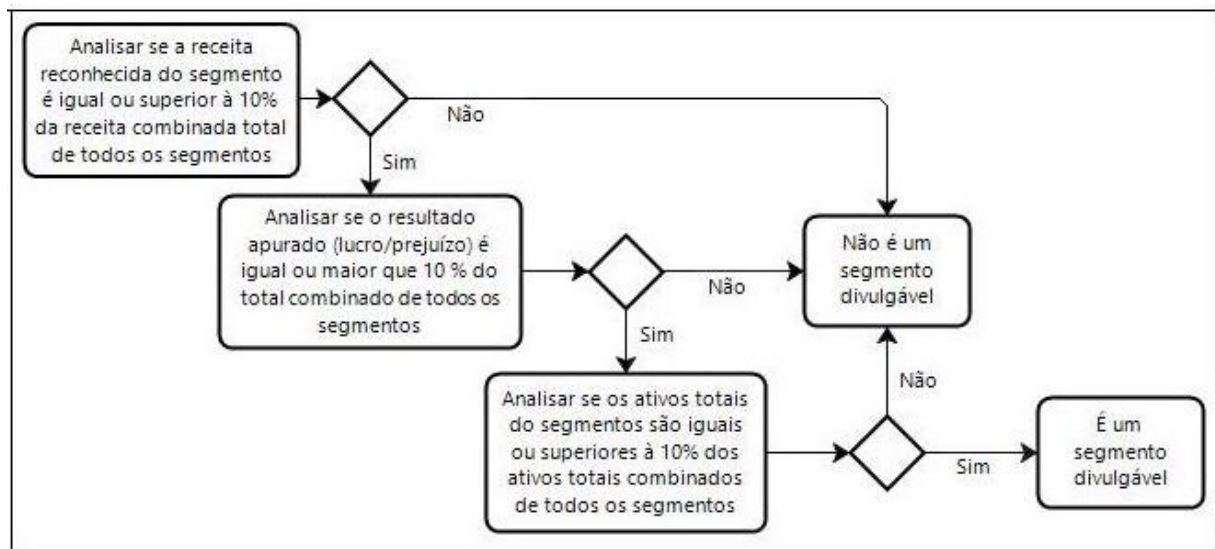 Analisar se a receita
reconhecida do segmento
é igual ou superior à 10%
da receita combinada total
de todos os segmentos
Não
Sim
Analisar se o resultado
apurado (lucro/prejuízo) é
igual ou maior que 10 % do
total combinado de todos os
segmentos
Não
Sim
Não é um
segmento
divulgável
Analisar se os ativos totais
do segmentos são iguais
ou superiores à 10% dos
ativos totais combinados
de todos os segmentos
Não
Sim
É um
segmento
divulgável